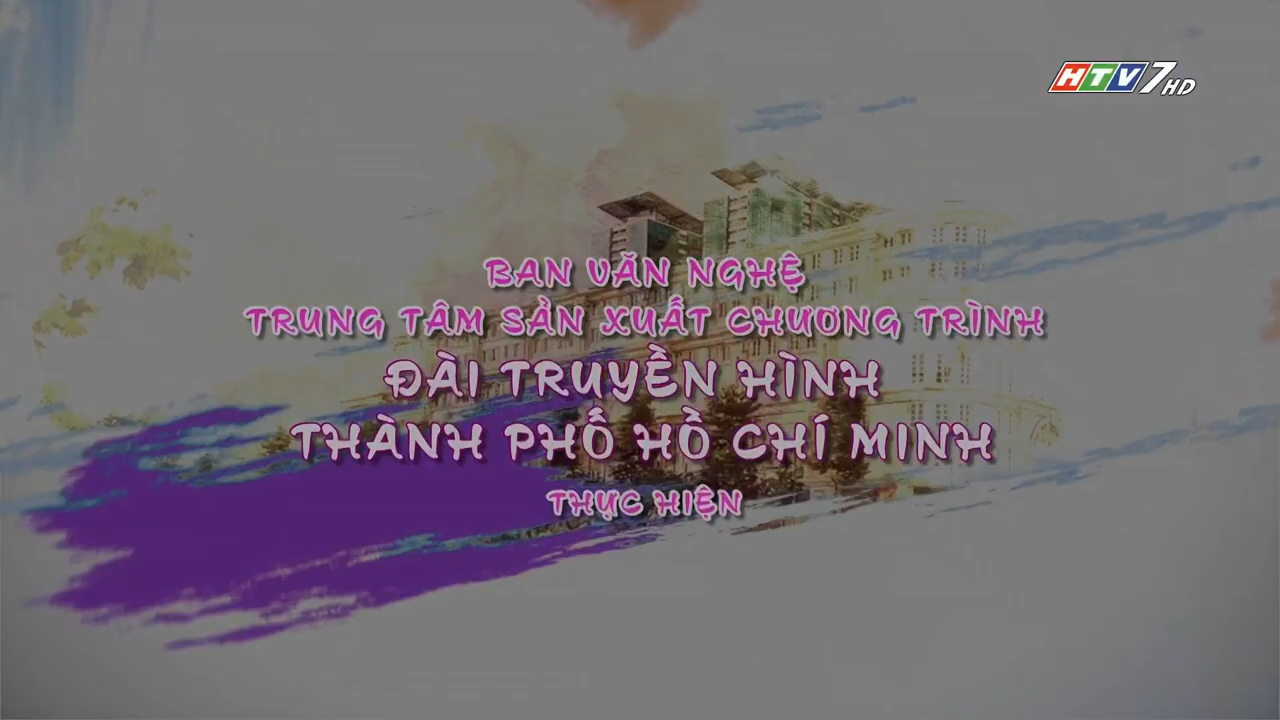 HTV7 HD
BAN VĂN NGHỆ
TRUNG TÂM SẢN XUẤT CHƯƠNG TRÌNH
ĐÀI TRUYỀN HÌNH
THÀNH PHỐ HỒ CHÍ MINH
THỰC HIỆN